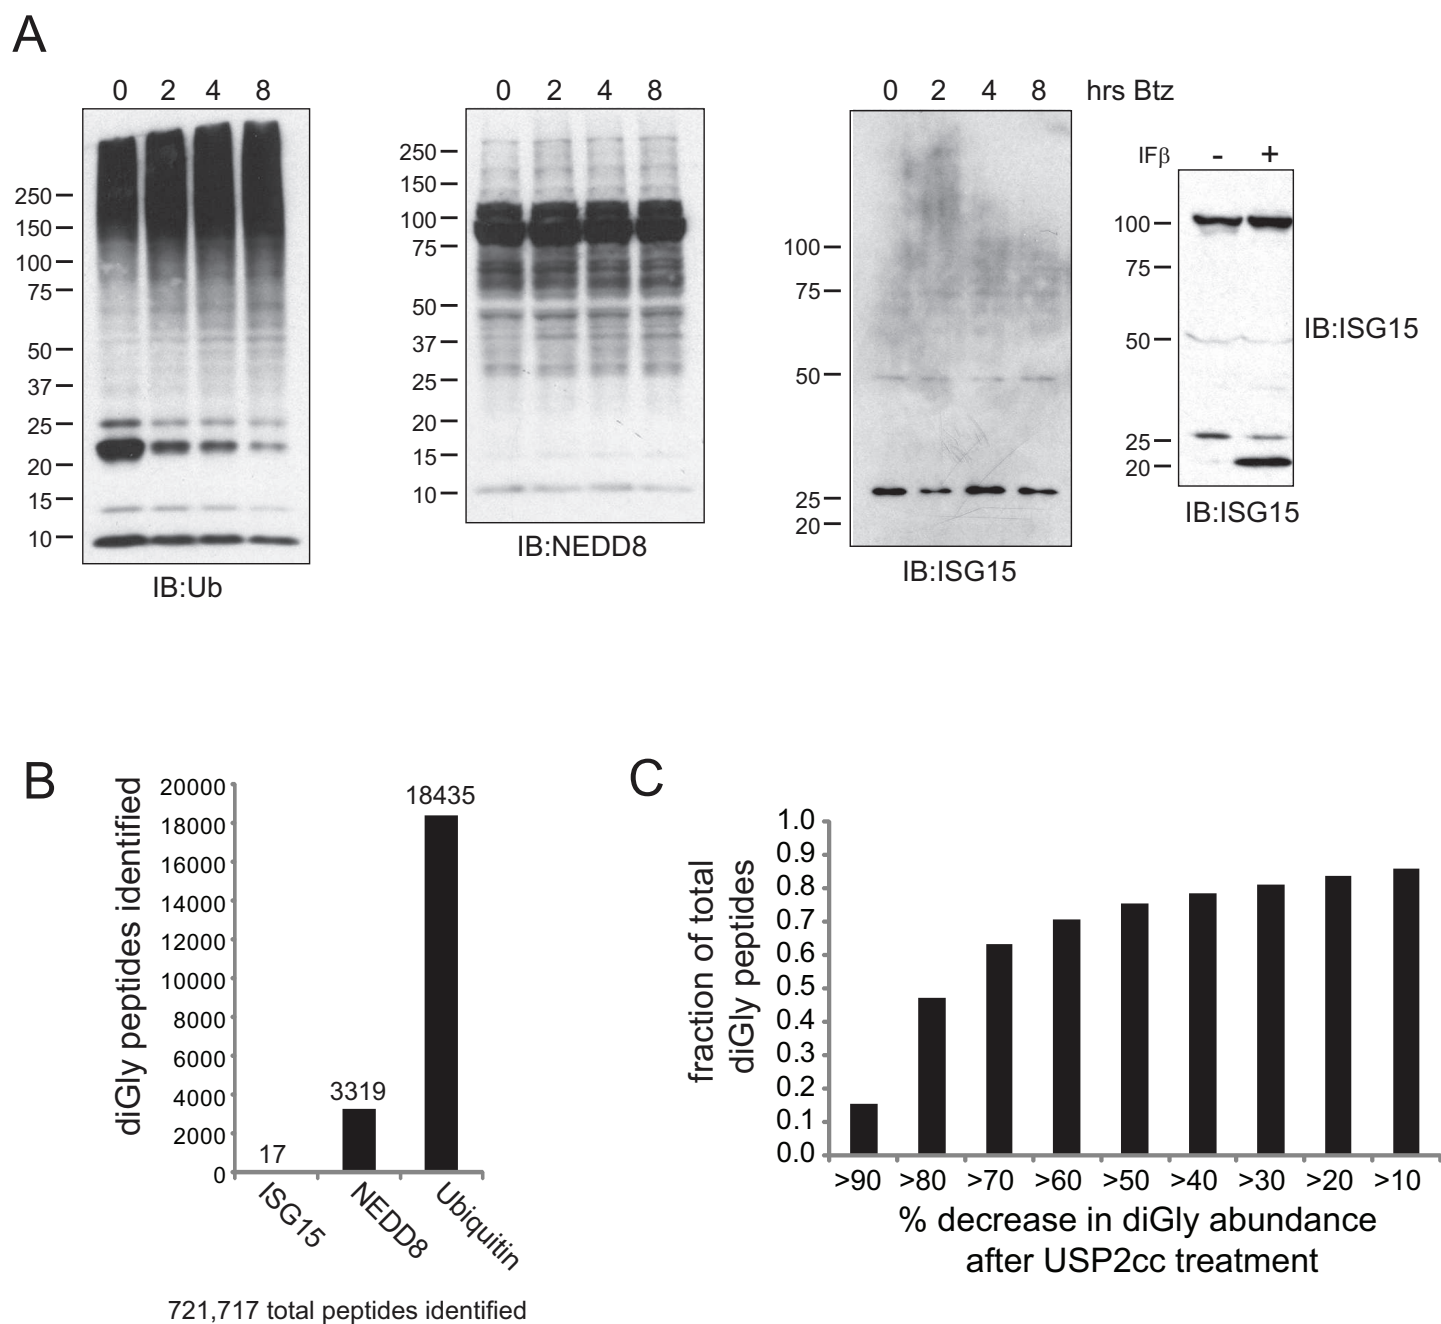 A
0 2 4 8
250
150
100
75
50
37
25
20
15
10
IB:Ub
0 2 4 8
250
150
100
75
50
37
25
20
15
10
IB:NEDD8
0 2 4 8 hrs Btz
100
75
50
25
20
IB:ISG15
IFβ - +
100
75
50
25
20
IB:ISG15
IB:ISG15
B
diGly peptides identified
20000
18000
16000
14000
12000
10000
8000
6000
4000
2000
0
17
3319
18435
ISG15
NEDD8
Ubiquitin
721,717 total peptides identified
C
fraction of total
diGly peptides
1.0
0.9
0.8
0.7
0.6
0.5
0.4
0.3
0.2
0.1
0.0
>90 >80 >70 >60 >50 >40 >30 >20 >10
% decrease in diGly abundance
after USP2cc treatment